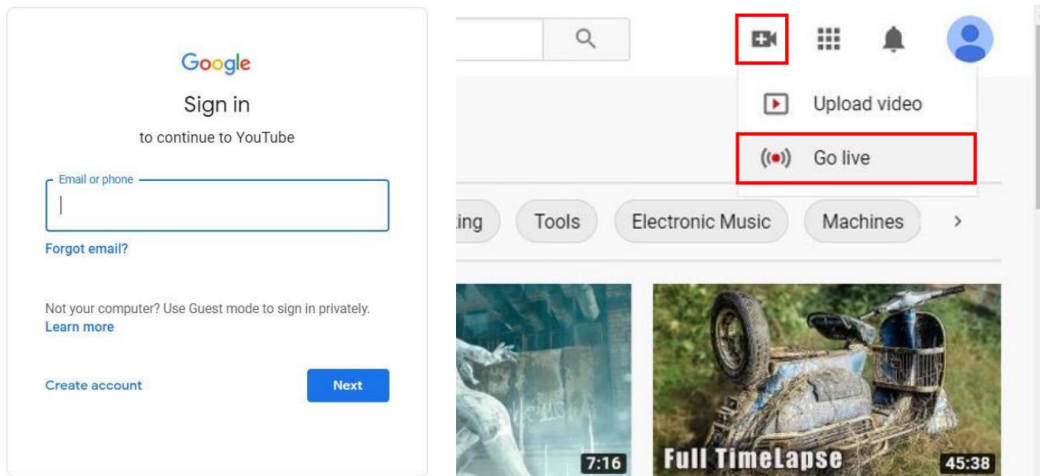 Google
Sign in
to continue to YouTube
Email or phone
Forgot email?
Not your computer? Use Guest mode to sign in privately.
Learn more
Create account
Next
Upload video
Go live
ing
Tools
Electronic Music
Machines
7:16
Full TimeLapse
45:38